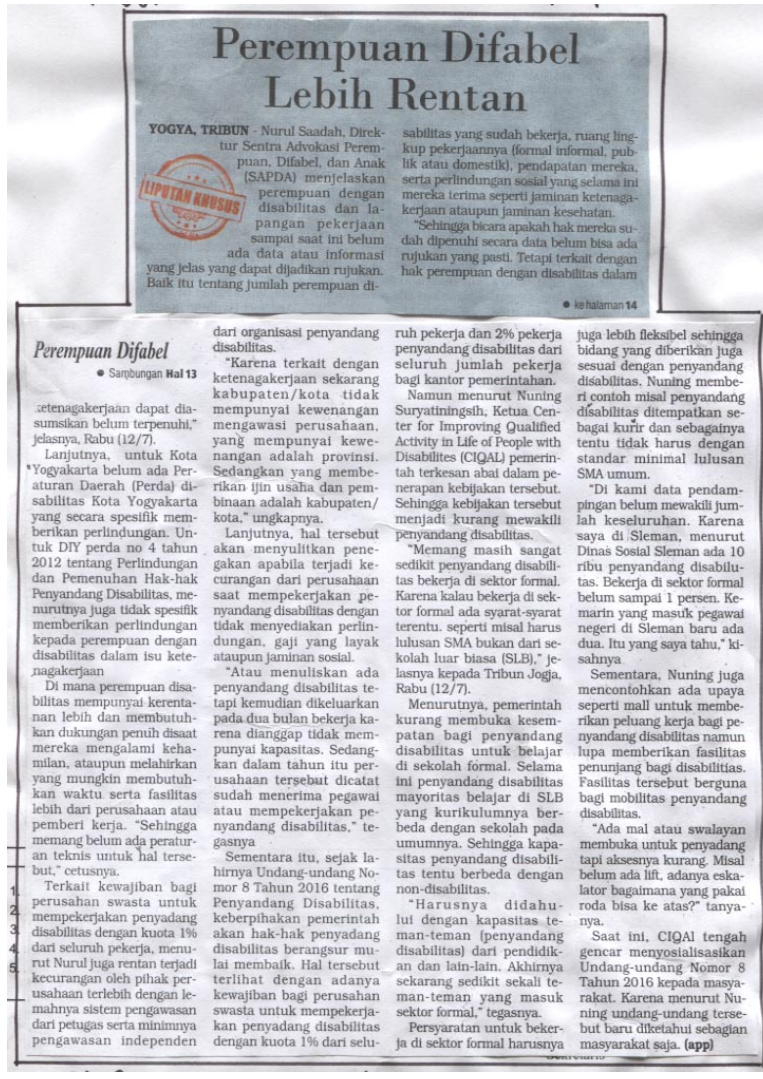 Perempuan Difabel
Lebih Rentan
YOGYA, TRIBUN - Nurul Saadah, Direk-
tur Sentra Advokasi Perem-
puan, Difabel, dan Anak
(SAPDA) menjelaskan
perempuan dengan
disabilitas dan la-
pangan pekerjaan
sampai saat ini belum
ada data atau informasi
yang jelas yang dapat dijadikan rujukan.
Baik itu tentang jumlah perempuan di-
LIPUTAN KHUSUS
sabilitas yang sudah bekerja, ruang ling-
kup pekerjaannya (formal informal, pub-
lik atau domestik), pendapatan mereka,
serta perlindungan sosial yang selama ini
mereka terima seperti jaminan ketenaga-
kerjaan ataupun jaminan kesehatan.
"Sehingga bicara apakah hak mereka su-
dah dipenuhi secara data belum bisa ada
rujukan yang pasti. Tetapi terkait dengan
hak perempuan dengan disabilitas dalam
● ke halaman 14
Perempuan Difabel
● Sambungan Hal 13
ketenagakerjaan dapat dia-
sumsikan belum terpenuhi,"
jelasnya, Rabu (12/7).
Lanjutnya, untuk Kota
Yogyakarta belum ada Per-
aturan Daerah (Perda) di-
sabilitas Kota Yogyakarta
yang secara spesifik mem-
berikan perlindungan. Un-
tuk DIY perda no 4 tahun
2012 tentang Perlindungan
dan Pemenuhan Hak-hak
Penyandang Disabilitas, me-
nurutnya juga tidak spesifik
memberikan perlindungan
kepada perempuan dengan
disabilitas dalam isu kete-
nagakerjaan
Di mana perempuan disa-
bilitas mempunyai kerenta-
nan lebih dan membutuh-
kan dukungan penuh disaat
mereka mengalami keha-
milan, ataupun melahirkan
yang mungkin membutuh-
kan waktu serta fasilitas
lebih dari perusahaan atau
pemberi kerja. "Sehingga
memang belum ada peratur-
an teknis untuk hal terse-
but," cetusnya.
Terkait kewajiban bagi
perusahan swasta untuk
mempekerjakan penyadang
disabilitas dengan kuota 1%
dari seluruh pekerja, menu-
rut Nurul juga rentan terjadi
kecurangan oleh pihak per-
usahaan terlebih dengan le-
mahnya sistem pengawasan
dari petugas serta minimnya
pengawasan independen
dari organisasi penyandang
disabilitas.
"Karena terkait dengan
ketenagakerjaan sekarang
kabupaten/kota tidak
mempunyai kewenangan
mengawasi perusahaan,
yang mempunyai kewe-
nangan adalah provinsi.
Sedangkan yang membe-
rikan ijin usaha dan pem-
binaan adalah kabupaten/
kota," ungkapnya.
Lanjutnya, hal tersebut
akan menyulitkan pene-
gakan apabila terjadi ke-
curangan dari perusahaan
saat mempekerjakan pe-
nyandang disabilitas dengan
tidak menyediakan perlin-
dungan, gaji yang layak
ataupun jaminan sosial.
"Atau menuliskan ada
penyandang disabilitas te-
tapi kemudian dikeluarkan
pada dua bulan bekerja ka-
rena dianggap tidak mem-
punyai kapasitas. Sedang-
kan dalam tahun itu per-
usahaan tersebut dicatat
sudah menerima pegawai
atau mempekerjakan pe-
nyandang disabilitas," te-
gasnya
Sementara itu, sejak la-
hirnya Undang-undang No-
mor 8 Tahun 2016 tentang
Penyandang Disabilitas,
keberpihakan pemerintah
akan hak-hak penyadang
disabilitas berangsur mu-
lai membaik. Hal tersebut
terlihat dengan adanya
kewajiban bagi perusahan
swasta untuk mempekerja-
kan penyadang disabilitas
dengan kuota 1% dari selu-
ruh pekerja dan 2% pekerja
penyandang disabilitas dari
seluruh jumlah pekerja
bagi kantor pemerintahan.
Namun menurut Nuning
Suryatiningsih, Ketua Cen-
ter for Improving Qualified
Activity in Life of People with
Disabilites (CIQAL) pemerin-
tah terkesan abai dalam pe-
nerapan kebijakan tersebut.
Sehingga kebijakan tersebut
menjadi kurang mewakili
penyandang disabilitas.
"Memang masih sangat
sedikit penyandang disabili-
tas bekerja di sektor formal.
Karena kalau bekerja di sek-
tor formal ada syarat-syarat
terentu. seperti misal harus
lulusan SMA bukan dari se-
kolah luar biasa (SLB)," je-
lasnya kepada Tribun Jogja,
Rabu (12/7).
Menurutnya, pemerintah
kurang membuka kesem-
patan bagi penyandang
disabilitas untuk belajar
di sekolah formal. Selama
ini penyandang disabilitas
mayoritas belajar di SLB
yang kurikulumnya ber-
beda dengan sekolah pada
umumnya. Sehingga kapa-
sitas penyandang disabili-
tas tentu berbeda dengan
non-disabilitas.
"Harusnya didahu-
lui dengan kapasitas te-
man-teman (penyandang
disabilitas) dari pendidik-
an dan lain-lain. Akhirnya
sekarang sedikit sekali te-
man-teman yang masuk
sektor formal," tegasnya.
Persyaratan untuk beker-
ja di sektor formal harusnya
juga lebih fleksibel sehingga
bidang yang diberikan juga
sesuai dengan penyandang
disabilitas. Nuning membe-
ri contoh misal penyandang
disabilitas ditempatkan se-
bagai kurir dan sebagainya
tentu tidak harus dengan
standar minimal lulusan
SMA umum.
"Di kami data pendam-
pingan belum mewakili jum-
lah keseluruhan. Karena
saya di Sleman, menurut
Dinas Sosial Sleman ada 10
ribu penyandang disabilu-
tas. Bekerja di sektor formal
belum sampai 1 persen. Ke-
marin yang masuk pegawai
negeri di Sleman baru ada
dua. Itu yang saya tahu," ki-
sahnya
Sementara, Nuning juga
mencontohkan ada upaya
seperti mall untuk membe-
rikan peluang kerja bagi pe-
nyandang disabilitas namun
lupa memberikan fasilitas
penunjang bagi disabilitias.
Fasilitas tersebut berguna
bagi mobilitas penyandang
disabilitas.
"Ada mal atau swalayan
membuka untuk penyadang
tapi aksesnya kurang. Misal
belum ada lift, adanya eska-
lator bagaimana yang pakai
roda bisa ke atas?" tanya-
nya.
Saat ini, CIQAl tengah
gencar menyosialisasikan
Undang-undang Nomor 8
Tahun 2016 kepada masya-
rakat. Karena menurut Nu-
ning undang-undang terse-
but baru diketahui sebagian
masyarakat saja. (app)
1.
2.
3.
4.
5.